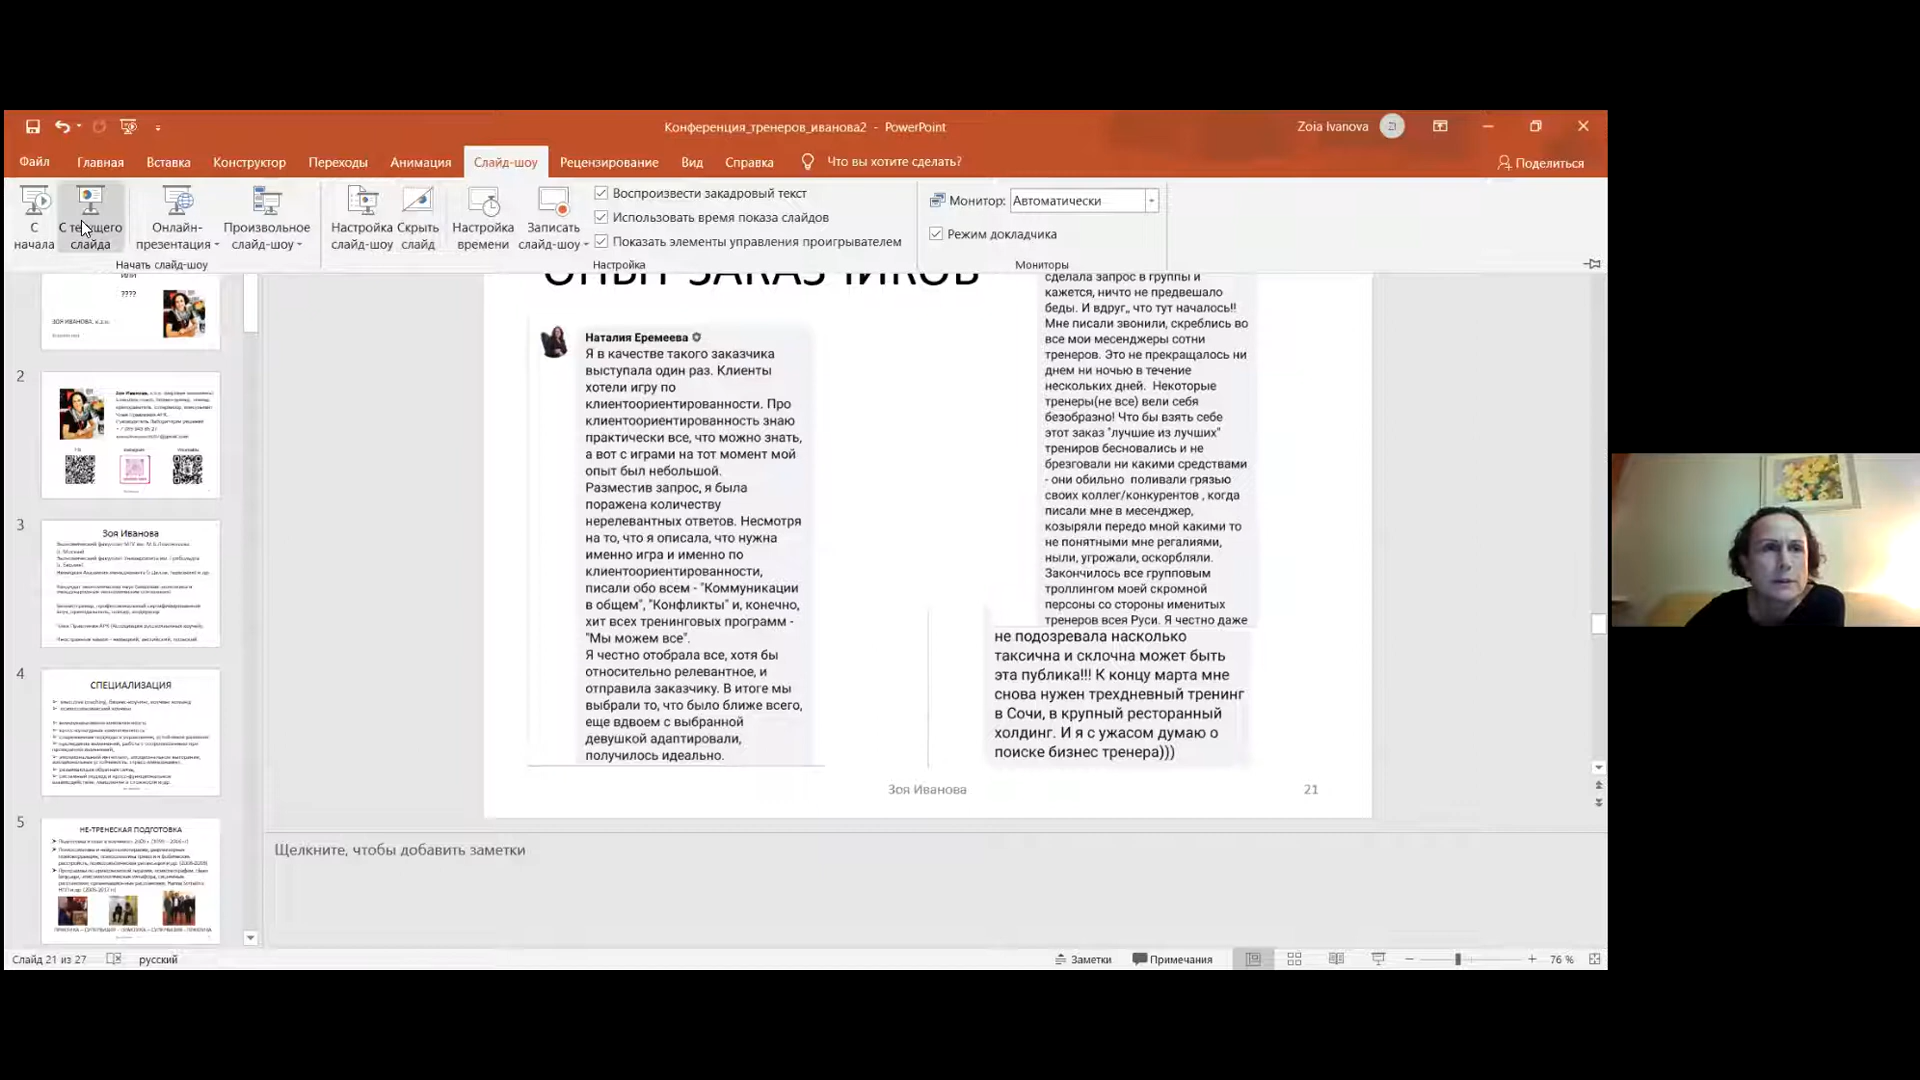 Конференция_тренеров_иванова2 - PowerPoint
Zoia Ivanova
ZI
Файл
Главная
Вставка
Конструктор
Переходы
Анимация
Слайд-шоу
Рецензирование
Вид
Справка
Что вы хотите сделать?
Поделиться
С начала
С текущего слайда
Онлайн-презентация
Произвольное слайд-шоу
Настройка слайд-шоу
Скрыть слайд
Настройка времени
Записать слайд-шоу
Воспроизвести закадровый текст
Использовать время показа слайдов
Показать элементы управления проигрывателем
Монитор:
Автоматически
Режим докладчика
Начать слайд-шоу
Настройка
Мониторы
или
????
ЗОЯ ИВАНОВА, к.э.н.
2
3
Зоя Иванова
4
СПЕЦИАЛИЗАЦИЯ
5
НЕ-ТРЕНЕСКАЯ ПОДГОТОВКА
ОПЫТ ЗАКАЗЧИКОВ
Наталия Еремеева
Я в качестве такого заказчика
выступала один раз. Клиенты
хотели игру по
клиентоориентированности. Про
клиентоориентированность знаю
практически все, что можно знать,
а вот с играми на тот момент мой
опыт был небольшой.
Разместив запрос, я была
поражена количеству
нерелевантных ответов. Несмотря
на то, что я описала, что нужна
именно игра и именно по
клиентоориентированности,
писали обо всем - "Коммуникации
в общем", "Конфликты" и, конечно,
хит всех тренинговых программ -
"Мы можем все".
Я честно отобрала все, хотя бы
относительно релевантное, и
отправила заказчику. В итоге мы
выбрали то, что было ближе всего,
еще вдвоем с выбранной
девушкой адаптировали,
получилось идеально.
сделала запрос в группы и
кажется, ничто не предвешало
беды. И вдруг,, что тут началось!!
Мне писали звонили, скреблись во
все мои месенджеры сотни
тренеров. Это не прекращалось ни
днем ни ночью в течение
нескольких дней. Некоторые
тренеры(не все) вели себя
безобразно! Что бы взять себе
этот заказ "лучшие из лучших"
трениров бесновались и не
брезговали ни какими средствами
- они обильно поливали грязью
своих коллег/конкурентов , когда
писали мне в месенджер,
козыряли передо мной какими то
не понятными мне регалиями,
ныли, угрожали, оскорбляли.
Закончилось все групповым
троллингом моей скромной
персоны со стороны именитых
тренеров всея Руси. Я честно даже
не подозревала насколько
таксична и склочна может быть
эта публика!!! К концу марта мне
снова нужен трехдневный тренинг
в Сочи, в крупный ресторанный
холдинг. И я с ужасом думаю о
поиске бизнес тренера)))
Зоя Иванова
21
Щелкните, чтобы добавить заметки
Слайд 21 из 27
русский
Заметки
Примечания
76 %